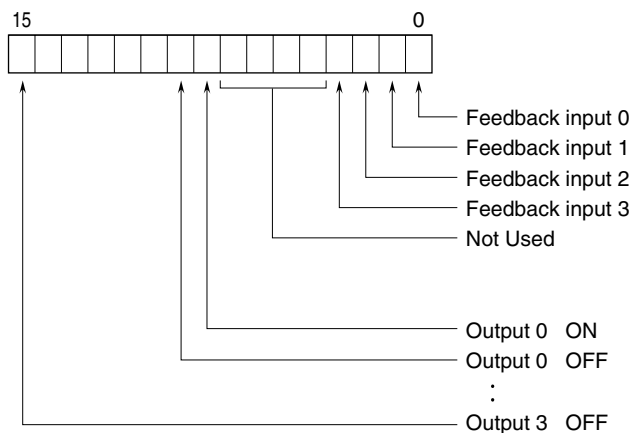 15 0
Feedback input 0
Feedback input 1
Feedback input 2
Feedback input 3
Not Used
Output 0 ON
Output 0 OFF
:
Output 3 OFF